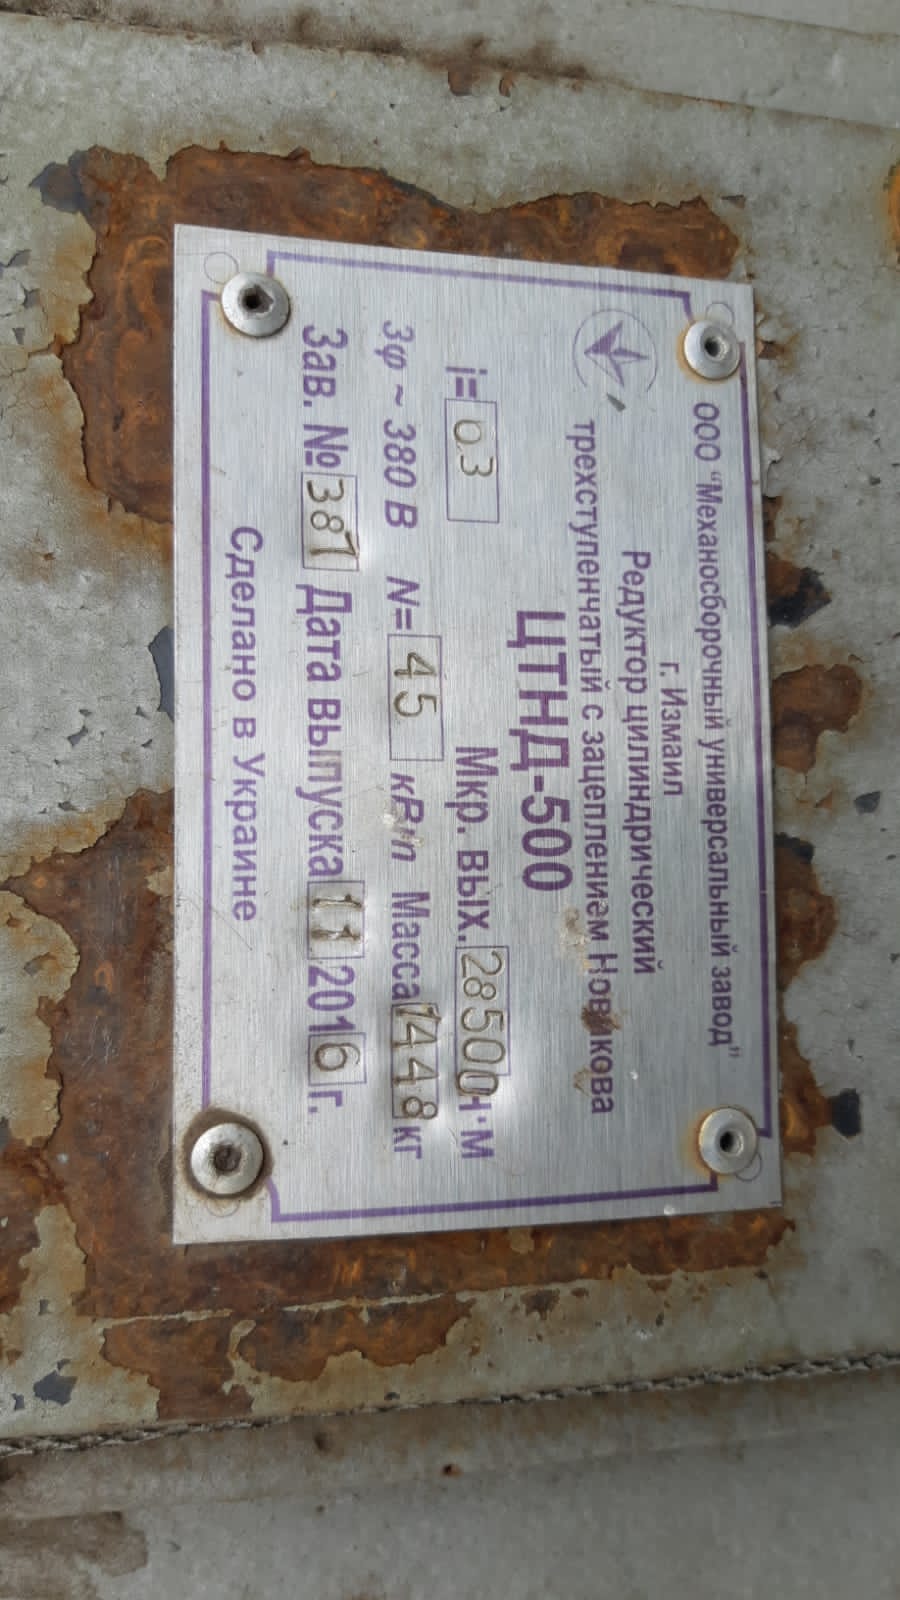 ООО "Механосборочный универсальный завод"
г. Измаил
Редуктор цилиндрический
трехступенчатый с зацеплением Новикова
ЦТНД-500
i= 63 Мкр. вых. 28500 н·м
3φ ~ 380 В N= 45 кВт Масса 1448 кг
Зав. № 387 Дата выпуска 11 2016 г.
Сделано в Украине